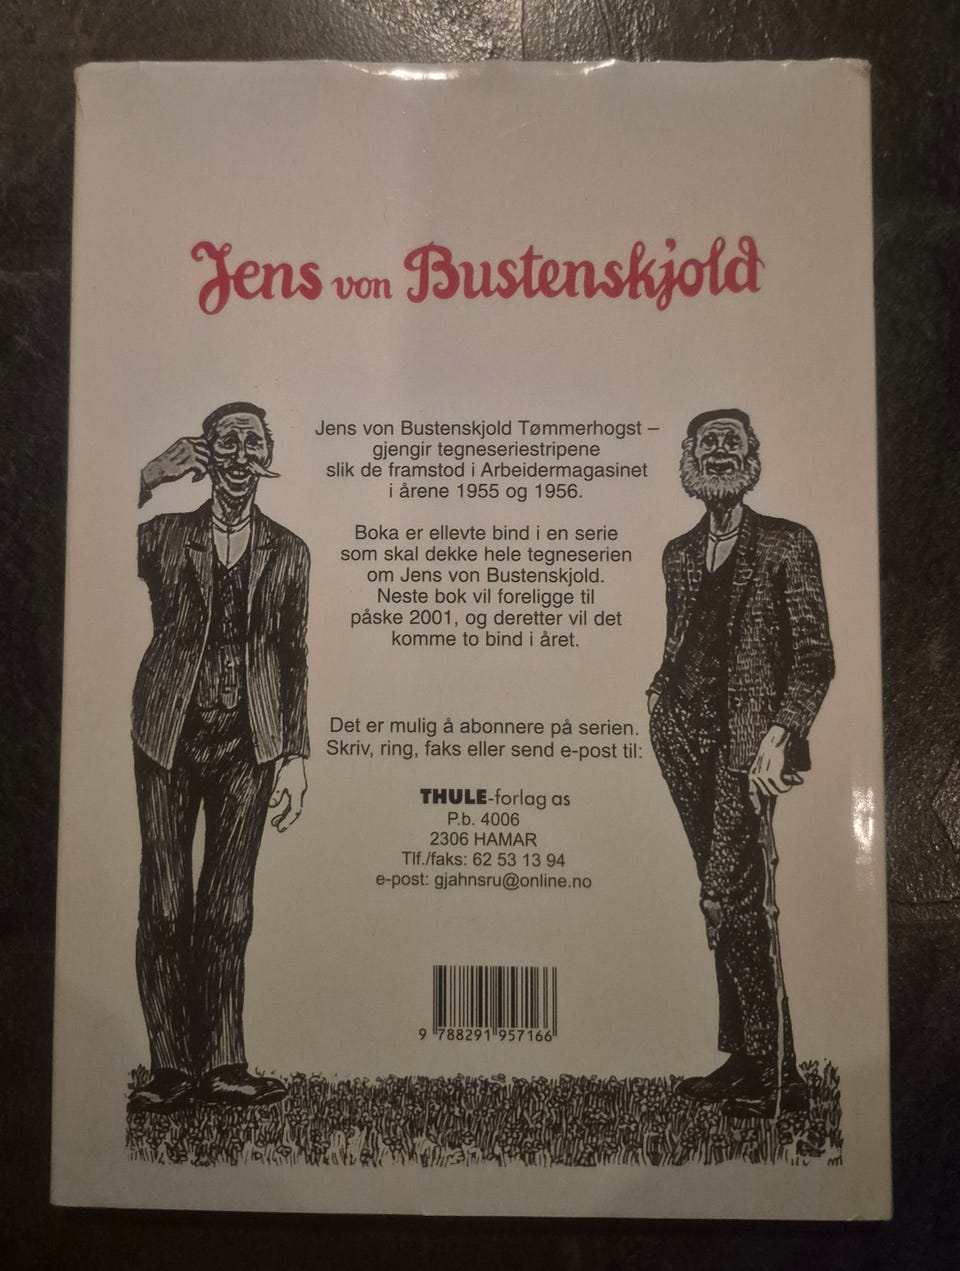 Jens von Bustenskjold
Jens von Bustenskjold Tømmerhogst –
gjengir tegneseriestripene
slik de framstod i Arbeidermagasinet
i årene 1955 og 1956.
Boka er ellevte bind i en serie
som skal dekke hele tegneserien
om Jens von Bustenskjold.
Neste bok vil foreligge til
påske 2001, og deretter vil det
komme to bind i året.
Det er mulig å abonnere på serien.
Skriv, ring, faks eller send e-post til:
THULE-forlag as
P.b. 4006
2306 HAMAR
Tlf./faks: 62 53 13 94
e-post: gjahnsru@online.no
9 788291 957166